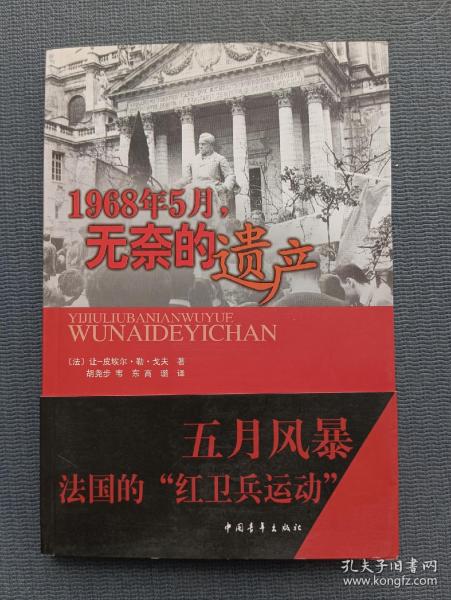 1968年5月，
无奈的遗产
YIJIULIUBANIANWUYUE
WUNAIDEYICHAN
〔法〕让-皮埃尔·勒·戈夫 著
胡尧步 韦 东 高 璐 译
五月风暴
法国的“红卫兵运动”
中国青年出版社
孔夫子旧书网
www.kongfz.com